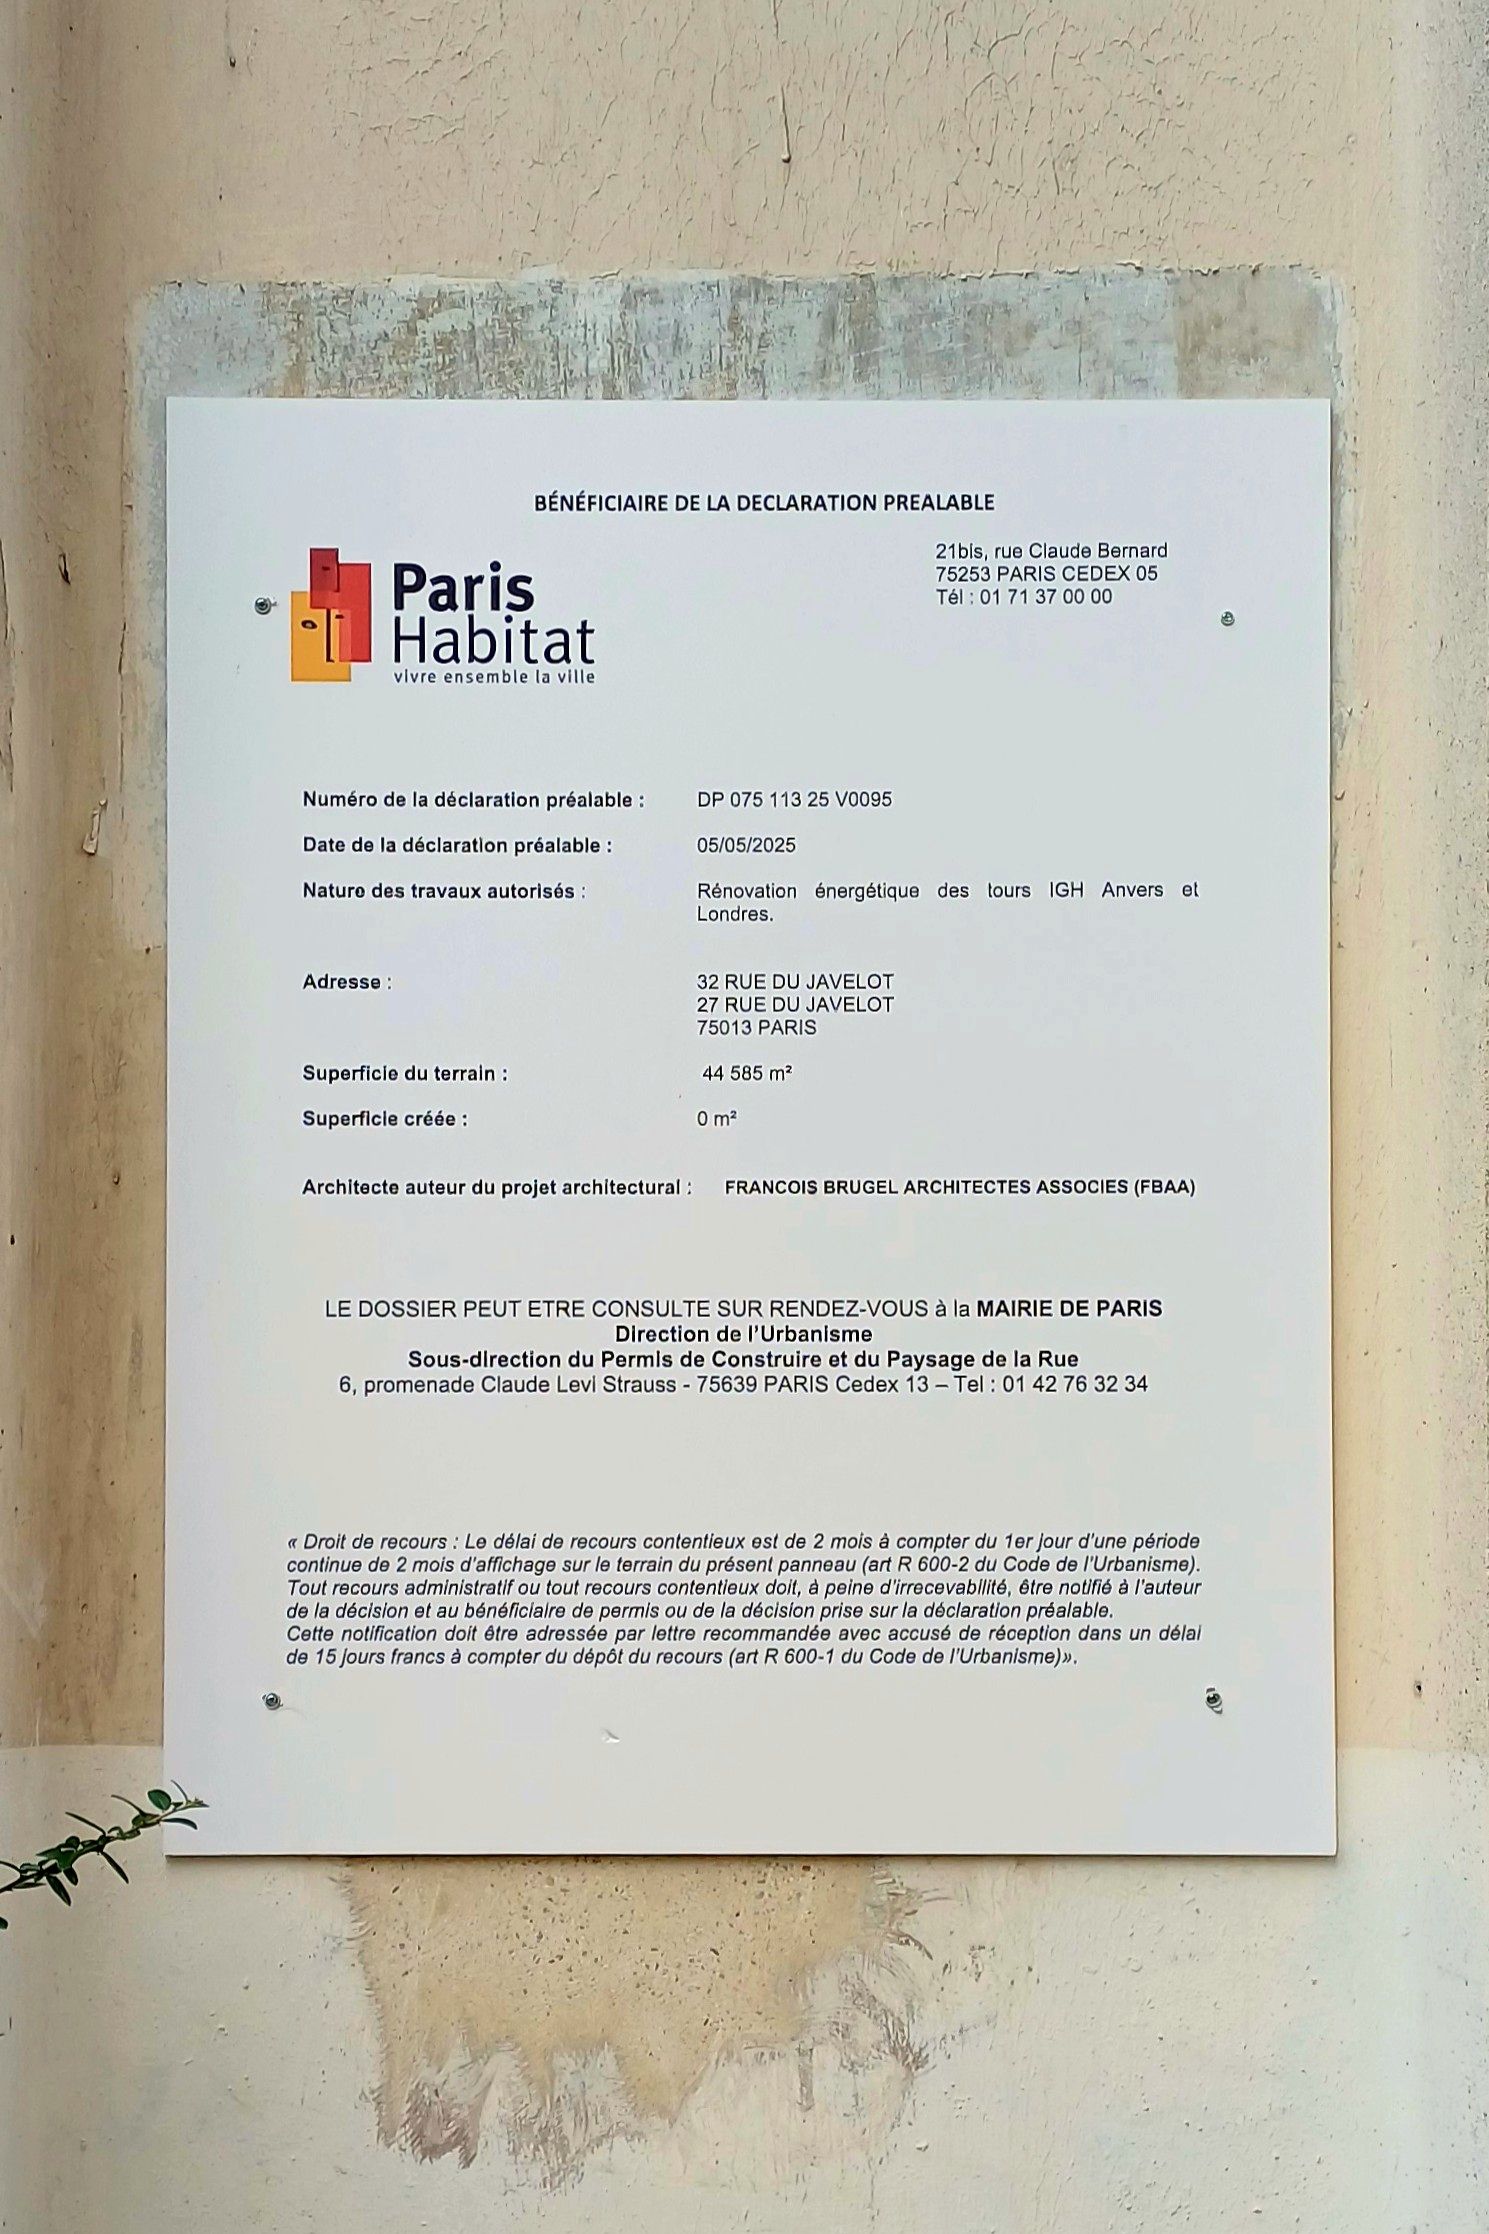 BÉNÉFICIAIRE DE LA DECLARATION PREALABLE
Paris
Habitat
vivre ensemble la ville
21bis, rue Claude Bernard
75253 PARIS CEDEX 05
Tél : 01 71 37 00 00
Numéro de la déclaration préalable : DP 075 113 25 V0095
Date de la déclaration préalable : 05/05/2025
Nature des travaux autorisés : Rénovation énergétique des tours IGH Anvers et
Londres.
Adresse : 32 RUE DU JAVELOT
27 RUE DU JAVELOT
75013 PARIS
Superficie du terrain : 44 585 m²
Superficie créée : 0 m²
Architecte auteur du projet architectural : FRANCOIS BRUGEL ARCHITECTES ASSOCIES (FBAA)
LE DOSSIER PEUT ETRE CONSULTE SUR RENDEZ-VOUS à la MAIRIE DE PARIS
Direction de l'Urbanisme
Sous-direction du Permis de Construire et du Paysage de la Rue
6, promenade Claude Levi Strauss - 75639 PARIS Cedex 13 – Tel : 01 42 76 32 34
« Droit de recours : Le délai de recours contentieux est de 2 mois à compter du 1er jour d'une période
continue de 2 mois d'affichage sur le terrain du présent panneau (art R 600-2 du Code de l'Urbanisme).
Tout recours administratif ou tout recours contentieux doit, à peine d'irrecevabilité, être notifié à l'auteur
de la décision et au bénéficiaire de permis ou de la décision prise sur la déclaration préalable.
Cette notification doit être adressée par lettre recommandée avec accusé de réception dans un délai
de 15 jours francs à compter du dépôt du recours (art R 600-1 du Code de l'Urbanisme)».